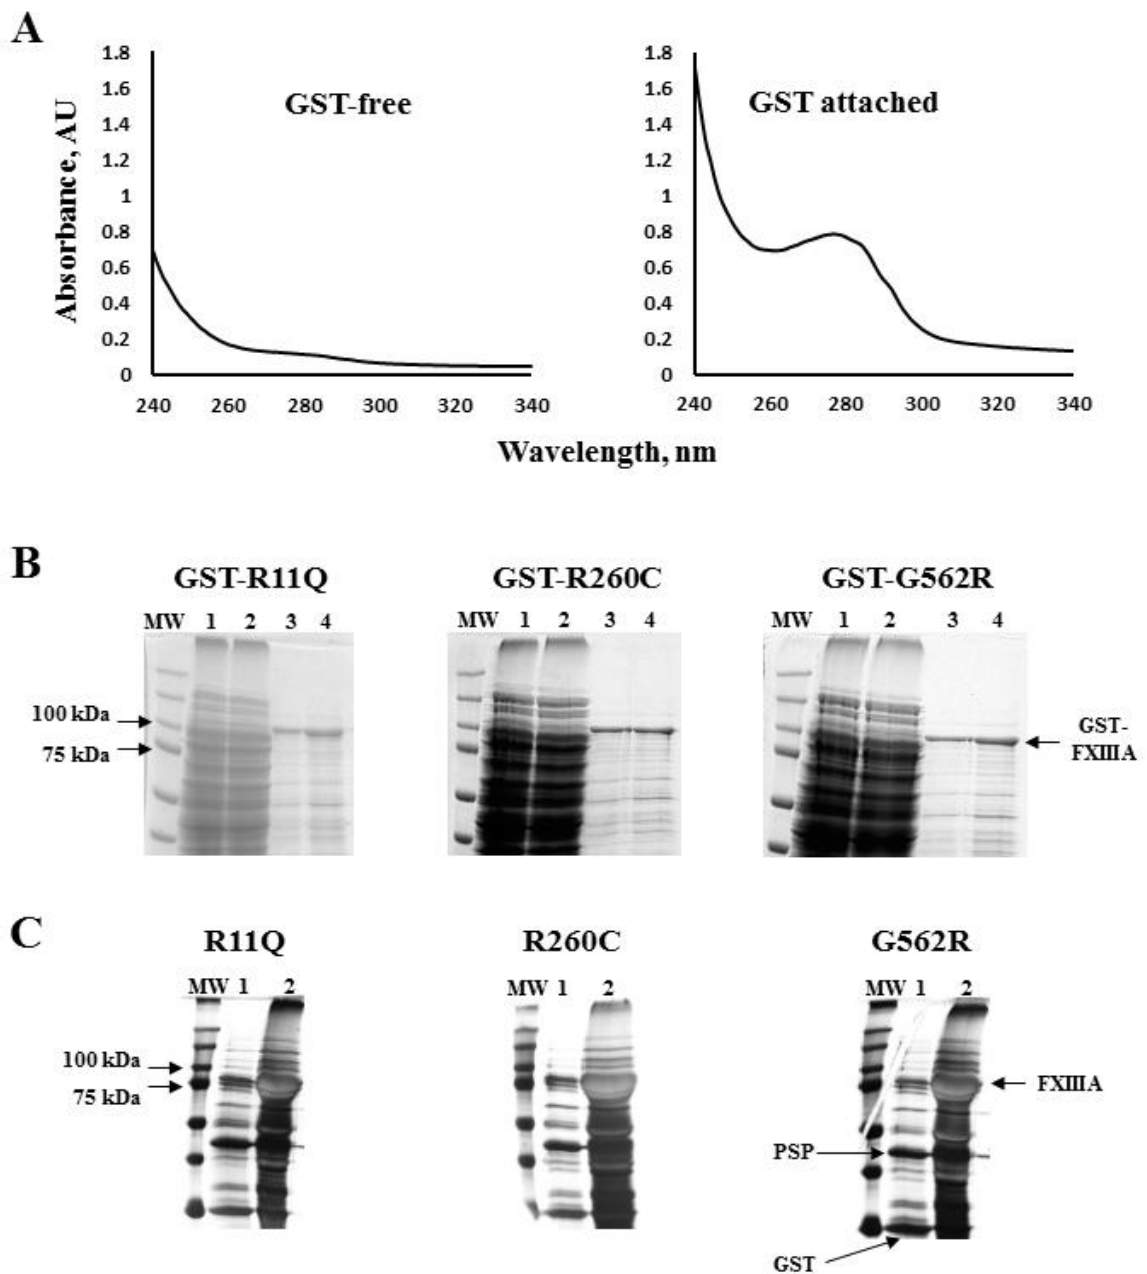 A
GST-free
GST attached
Absorbance, AU
1.8
1.6
1.4
1.2
1
0.8
0.6
0.4
0.2
0
240 260 280 300 320 340
1.8
1.6
1.4
1.2
1
0.8
0.6
0.4
0.2
0
240 260 280 300 320 340
Wavelength, nm
B
GST-R11Q
GST-R260C
GST-G562R
MW 1 2 3 4
MW 1 2 3 4
MW 1 2 3 4
100 kDa
75 kDa
GST-
FXIIIA
C
R11Q
R260C
G562R
MW 1 2
MW 1 2
MW 1 2
100 kDa
75 kDa
FXIIIA
PSP
GST